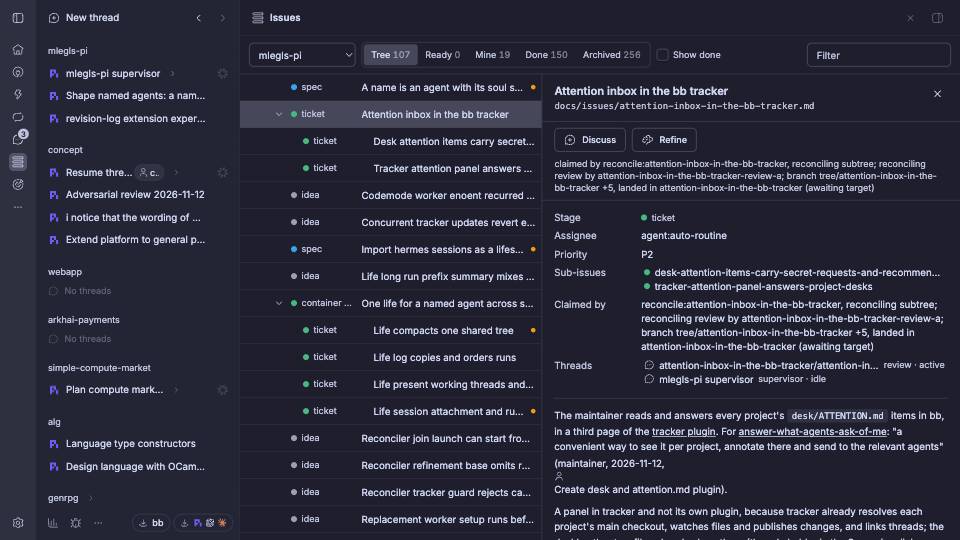 New thread
Issues
mlegls-pi
mlegls-pi supervisor
Shape named agents: a nam...
revision-log extension exper...
concept
Resume thre...
c..
Adversarial review 2026-11-12
i notice that the wording of ...
Extend platform to general p...
webapp
No threads
arkhai-payments
No threads
simple-compute-market
Plan compute mark...
alg
Language type constructors
Design language with OCam...
genrpg
bb
3
mlegls-pi
Tree 107
Ready 0
Mine 19
Done 150
Archived 256
Show done
Filter
spec A name is an agent with its soul s...
ticket Attention inbox in the bb tracker
ticket Desk attention items carry secret...
ticket Tracker attention panel answers ...
idea Codemode worker enoent recurred ...
idea Concurrent tracker updates revert e...
spec Import hermes sessions as a lifes...
idea Life long run prefix summary mixes ...
container ... One life for a named agent across s...
ticket Life compacts one shared tree
ticket Life log copies and orders runs
ticket Life present working threads and...
ticket Life session attachment and ru...
idea Reconciler join launch can start fro...
idea Reconciler refinement base omits r...
idea Reconciler tracker guard rejects ca...
idea Replacement worker setup runs bef...
Attention inbox in the bb tracker
docs/issues/attention-inbox-in-the-bb-tracker.md
Discuss
Refine
claimed by reconcile:attention-inbox-in-the-bb-tracker, reconciling subtree; reconciling
review by attention-inbox-in-the-bb-tracker-review-a; branch tree/attention-inbox-in-the-
bb-tracker +5, landed in attention-inbox-in-the-bb-tracker (awaiting target)
Stage ticket
Assignee agent:auto-routine
Priority P2
Sub-issues desk-attention-items-carry-secret-requests-and-recommen...
tracker-attention-panel-answers-project-desks
Claimed by reconcile:attention-inbox-in-the-bb-tracker, reconciling subtree;
reconciling review by attention-inbox-in-the-bb-tracker-review-a;
branch tree/attention-inbox-in-the-bb-tracker +5, landed in
attention-inbox-in-the-bb-tracker (awaiting target)
Threads attention-inbox-in-the-bb-tracker/attention-in... review · active
mlegls-pi supervisor supervisor · idle
The maintainer reads and answers every project's desk/ATTENTION.md items in bb,
in a third page of the tracker plugin. For answer-what-agents-ask-of-me: "a
convenient way to see it per project, annotate there and send to the relevant agents"
(maintainer, 2026-11-12,
Create desk and attention.md plugin).
A panel in tracker and not its own plugin, because tracker already resolves each
project's main checkout, watches files and publishes changes, and links threads; the